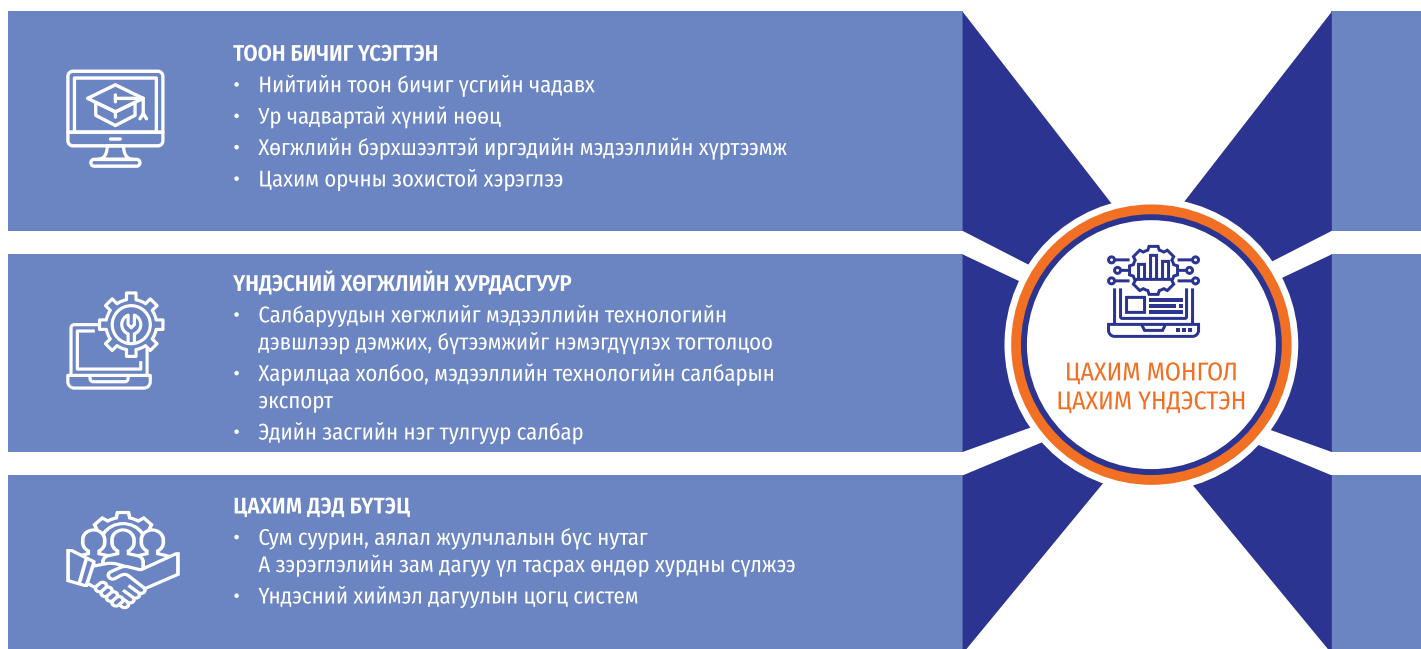 ТООН БИЧИГ ҮСЭГТЭН
• Нийтийн тоон бичиг үсгийн чадавх
• Ур чадвартай хүний нөөц
• Хөгжлийн бэрхшээлтэй иргэдийн мэдээллийн хүртээмж
• Цахим орчны зохистой хэрэглээ
ҮНДЭСНИЙ ХӨГЖЛИЙН ХУРДАСГУУР
• Салбаруудын хөгжлийг мэдээллийн технологийн
дэвшлээр дэмжих, бүтээмжийг нэмэгдүүлэх тогтолцоо
• Харилцаа холбоо, мэдээллийн технологийн салбарын
экспорт
• Эдийн засгийн нэг тулгуур салбар
ЦАХИМ ДЭД БҮТЭЦ
• Сум суурин, аялал жуулчлалын бүс нутаг
А зэрэглэлийн зам дагуу үл тасрах өндөр хурдны сүлжээ
• Үндэсний хиймэл дагуулын цогц систем
ЦАХИМ МОНГОЛ
ЦАХИМ ҮНДЭСТЭН